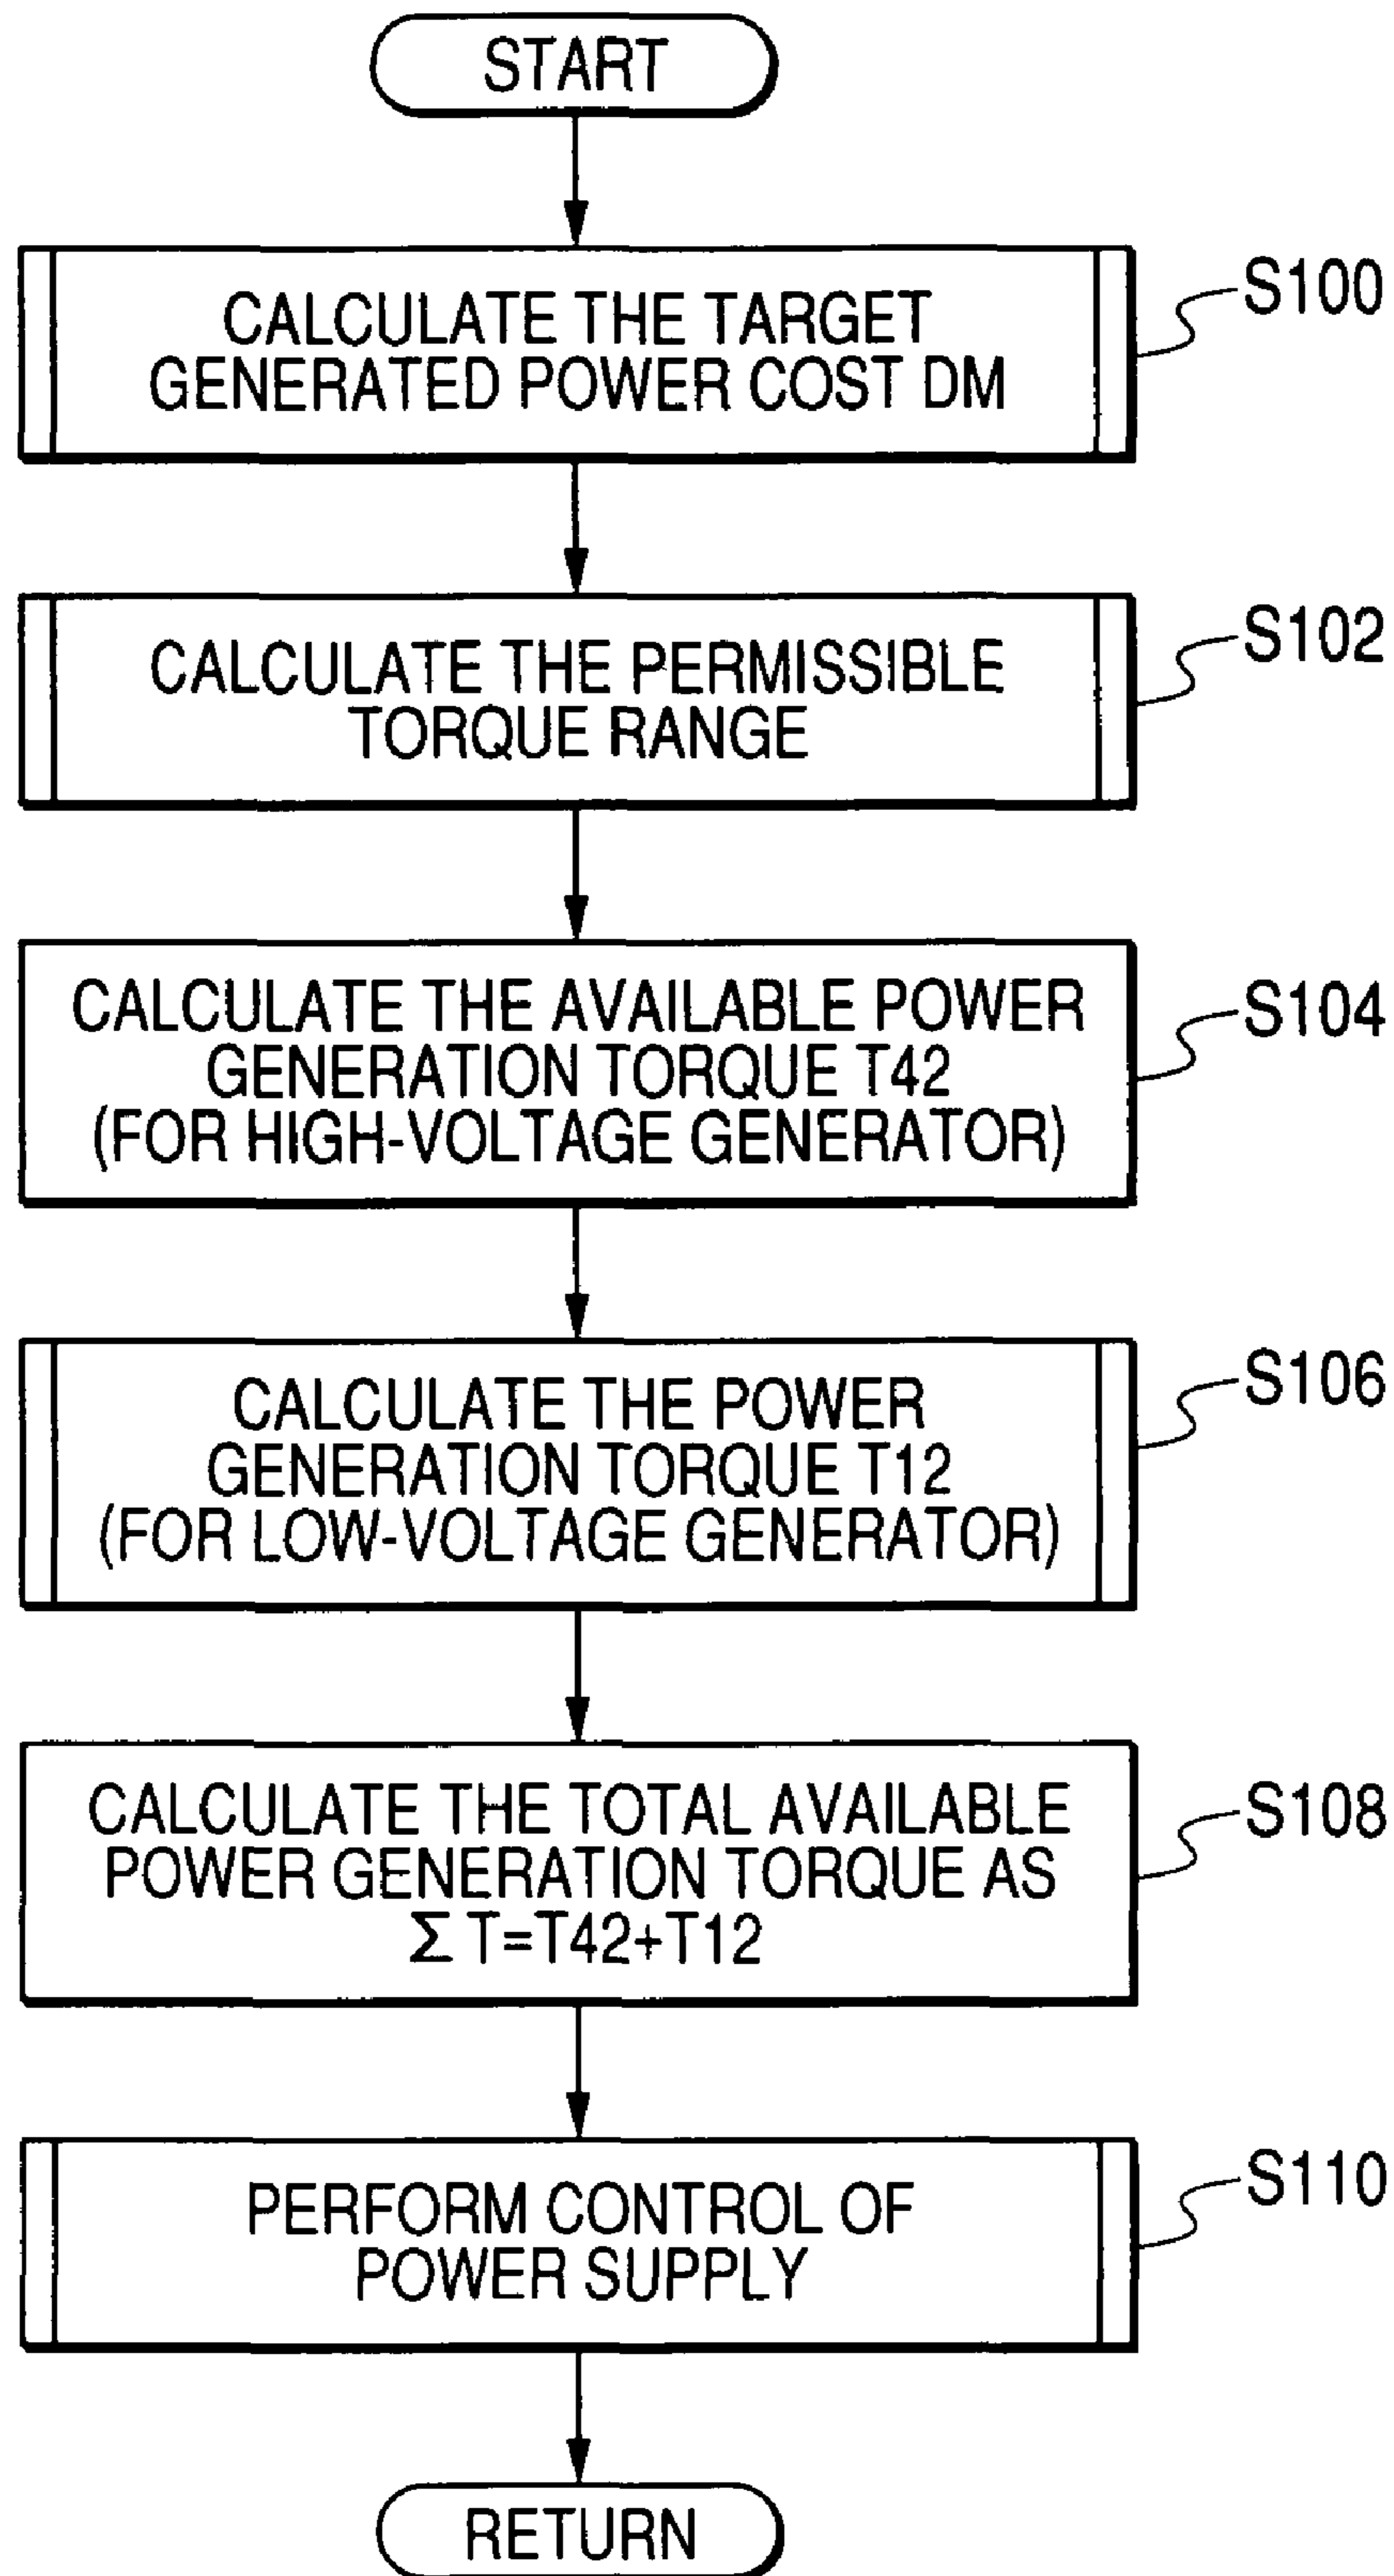 START
CALCULATE THE TARGET
GENERATED POWER COST DM
S100
CALCULATE THE PERMISSIBLE
TORQUE RANGE
S102
CALCULATE THE AVAILABLE POWER
GENERATION TORQUE T42
(FOR HIGH-VOLTAGE GENERATOR)
S104
CALCULATE THE POWER
GENERATION TORQUE T12
(FOR LOW-VOLTAGE GENERATOR)
S106
CALCULATE THE TOTAL AVAILABLE
POWER GENERATION TORQUE AS
Σ T=T42+T12
S108
PERFORM CONTROL OF
POWER SUPPLY
S110
RETURN